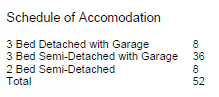 Schedule of Accomodation
3 Bed Detached with Garage 8
3 Bed Semi-Detached with Garage 36
2 Bed Semi-Detached 8
Total 52